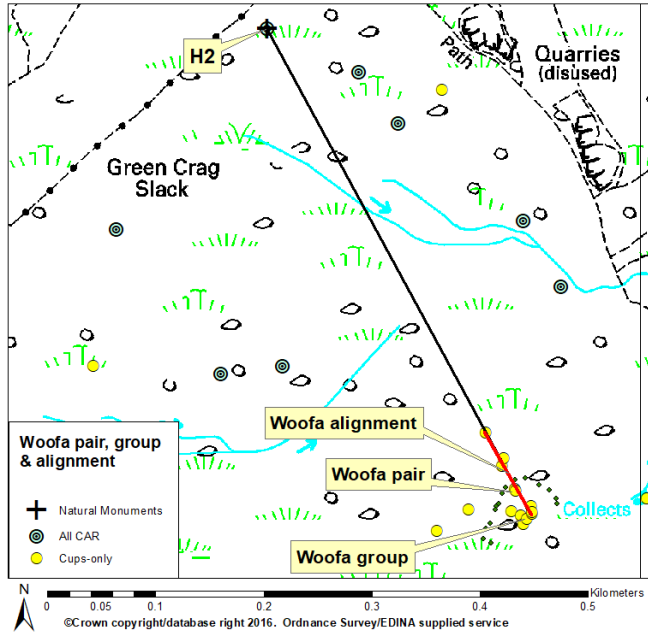 H2
Path
Quarries
(disused)
Green Crag
Slack
Woofa alignment
Woofa pair
Woofa group
Collects
Woofa pair, group
& alignment
Natural Monuments
All CAR
Cups-only
N
0 0.05 0.1 0.2 0.3 0.4 0.5
Kilometers
©Crown copyright/database right 2016. Ordnance Survey/EDINA supplied service